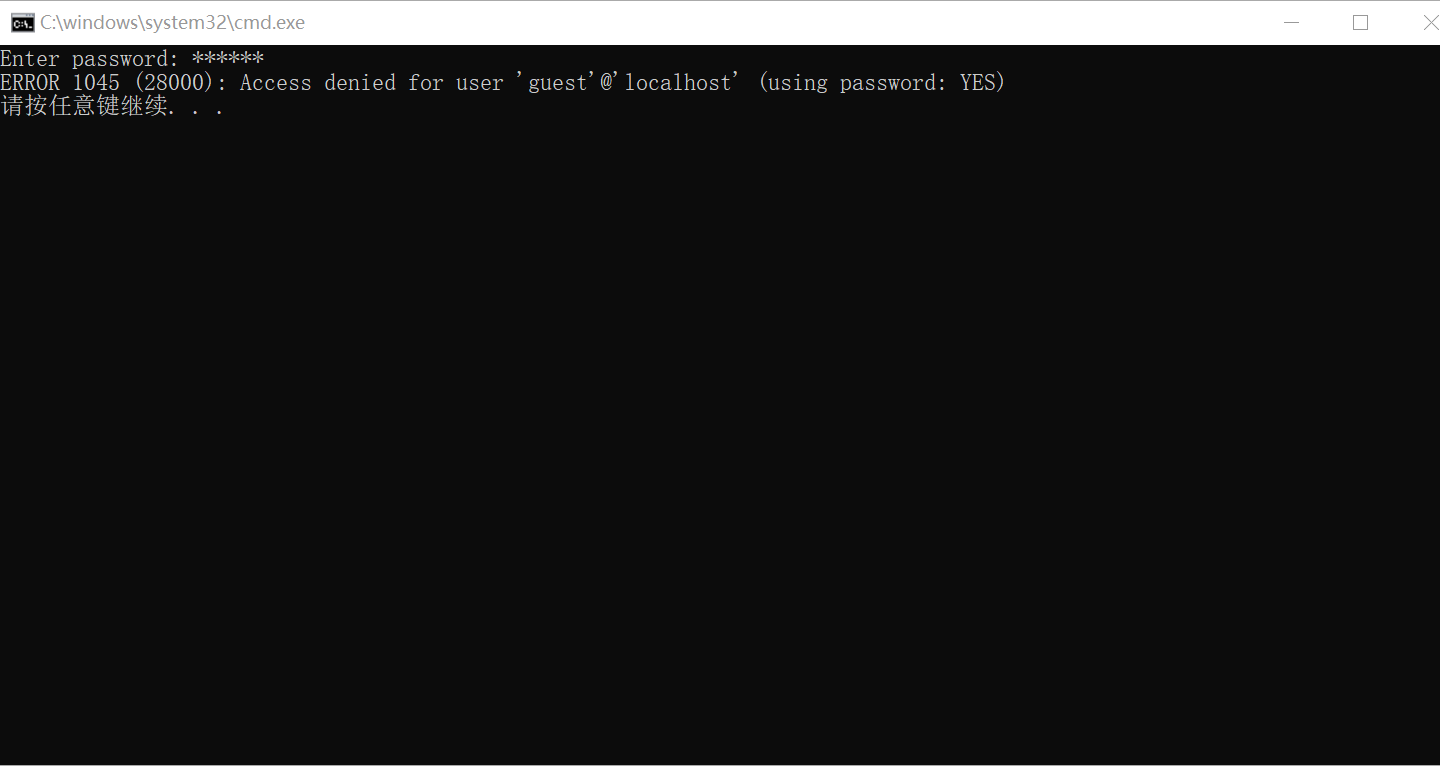 C:\windows\system32\cmd.exe
Enter password: ******
ERROR 1045 (28000): Access denied for user 'guest'@'localhost' (using password: YES)
请按任意键继续. . .